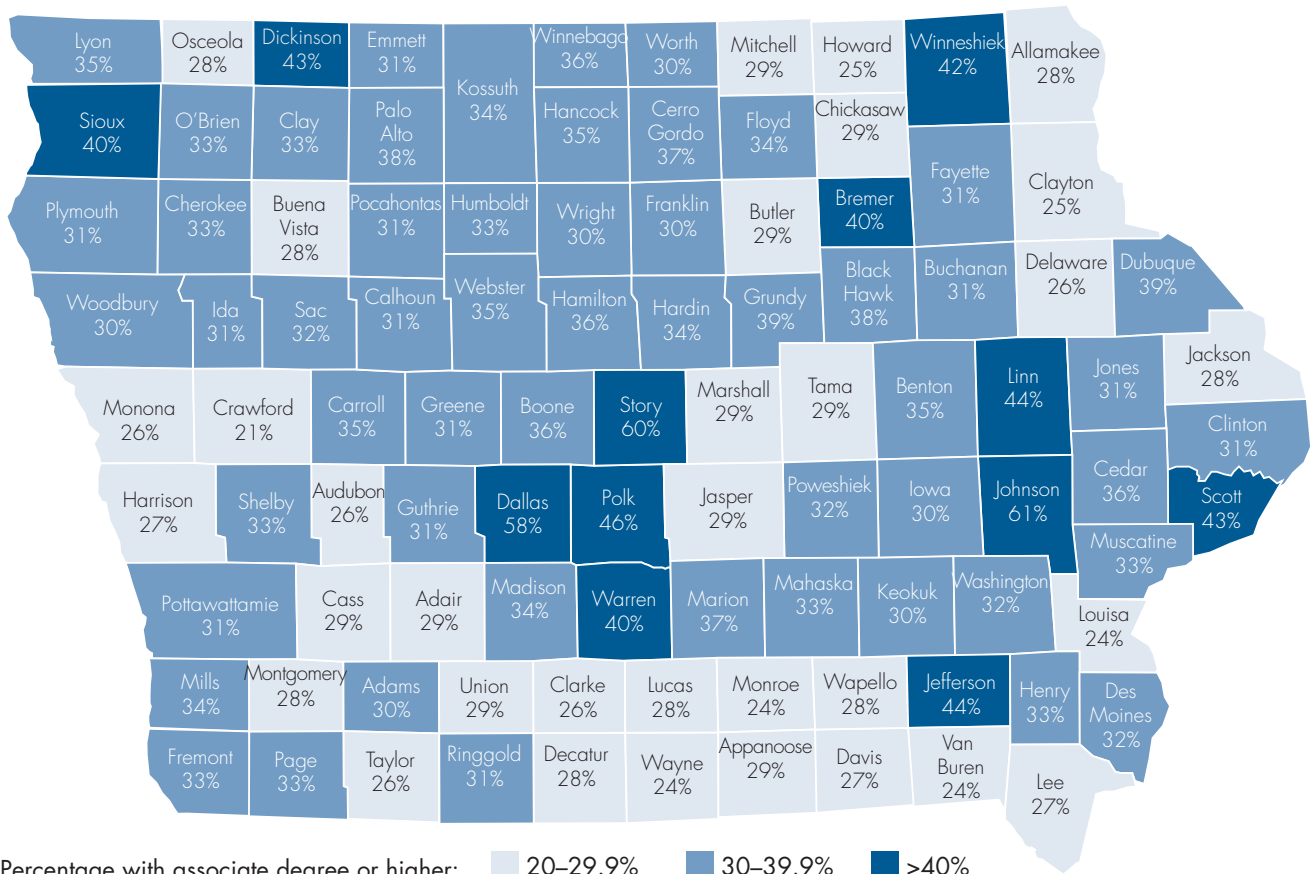 Lyon
35%
Osceola
28%
Dickinson
43%
Emmett
31%
Kossuth
34%
Winnebago
36%
Worth
30%
Mitchell
29%
Howard
25%
Winneshiek
42%
Allamakee
28%
Sioux
40%
O'Brien
33%
Clay
33%
Palo
Alto
38%
Hancock
35%
Cerro
Gordo
37%
Floyd
34%
Chickasaw
29%
Fayette
31%
Clayton
25%
Plymouth
31%
Cherokee
33%
Buena
Vista
28%
Pocahontas
31%
Humboldt
33%
Wright
30%
Franklin
30%
Butler
29%
Bremer
40%
Woodbury
30%
Ida
31%
Sac
32%
Calhoun
31%
Webster
35%
Hamilton
36%
Hardin
34%
Grundy
39%
Black
Hawk
38%
Buchanan
31%
Delaware
26%
Dubuque
39%
Monona
26%
Crawford
21%
Carroll
35%
Greene
31%
Boone
36%
Story
60%
Marshall
29%
Tama
29%
Benton
35%
Linn
44%
Jones
31%
Jackson
28%
Clinton
31%
Harrison
27%
Shelby
33%
Audubon
26%
Guthrie
31%
Dallas
58%
Polk
46%
Jasper
29%
Poweshiek
32%
Iowa
30%
Johnson
61%
Cedar
36%
Scott
43%
Muscatine
33%
Pottawattamie
31%
Cass
29%
Adair
29%
Madison
34%
Warren
40%
Marion
37%
Mahaska
33%
Keokuk
30%
Washington
32%
Louisa
24%
Mills
34%
Montgomery
28%
Adams
30%
Union
29%
Clarke
26%
Lucas
28%
Monroe
24%
Wapello
28%
Jefferson
44%
Henry
33%
Des
Moines
32%
Fremont
33%
Page
33%
Taylor
26%
Ringgold
31%
Decatur
28%
Wayne
24%
Appanoose
29%
Davis
27%
Van
Buren
24%
Lee
27%
Percentage with associate degree or higher: 20–29.9% 30–39.9% >40%